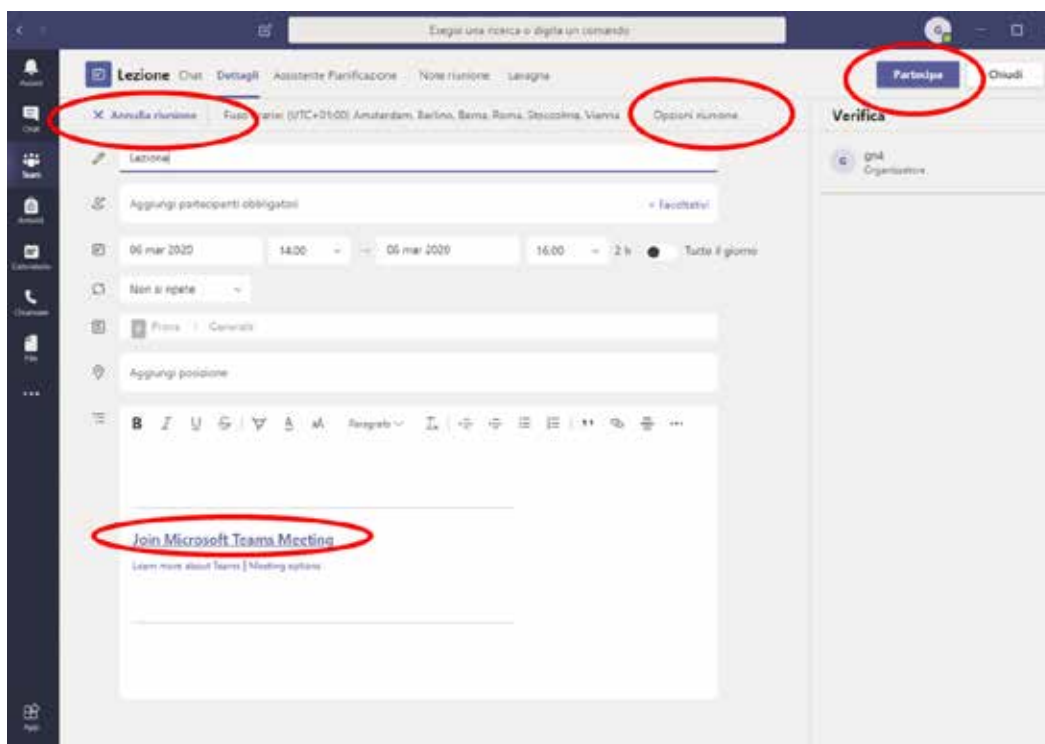 Esegui una ricerca o digita un comando
G
Lezione Chat Dettagli Assistente Pianificazione Note riunione Lavagna
Partecipa Chiudi
Annulla riunione Fuso orario: (UTC+01:00) Amsterdam, Berlino, Berna, Roma, Stoccolma, Vienna Opzioni riunione
Verifica
Chat
Team
Attività
Calendario
Chiamate
File
App
Lezione
G gn4
Organizzatore
Aggiungi partecipanti obbligatori + Facoltativi
06 mar 2020 14:00 → 06 mar 2020 16:00 2 h Tutto il giorno
Non si ripete
Prova Generale
Aggiungi posizione
B I U S A AA Paragrafo
Join Microsoft Teams Meeting
Learn more about Teams | Meeting options